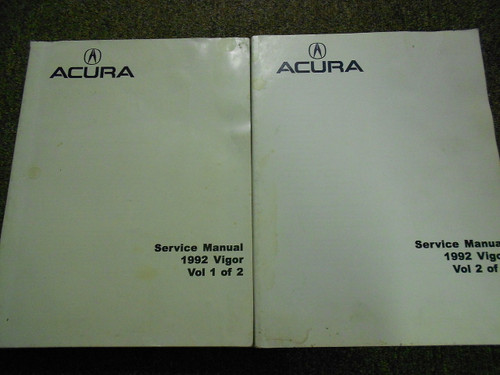 ACURA
Service Manual
1992 Vigor
Vol 1 of 2
ACURA
Service Manua
1992 Vigo
Vol 2 of